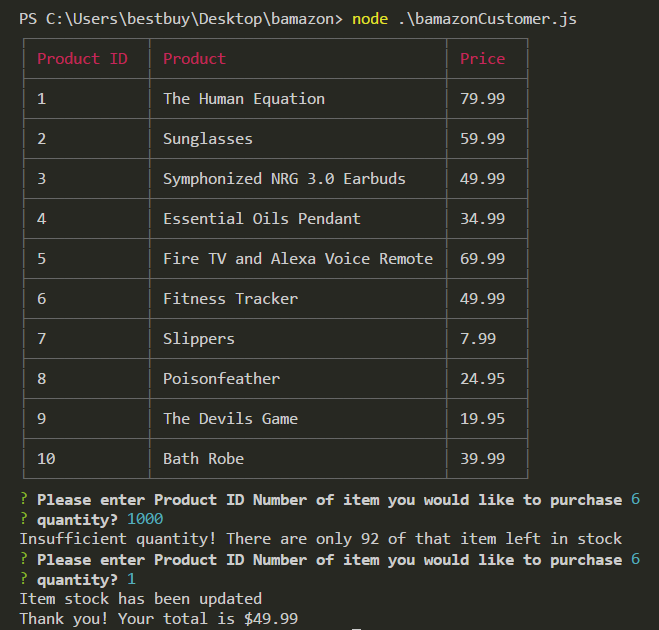 PS C:\Users\bestbuy\Desktop\bamazon> node .\bamazonCustomer.js
Product ID Product Price
1 The Human Equation 79.99
2 Sunglasses 59.99
3 Symphonized NRG 3.0 Earbuds 49.99
4 Essential Oils Pendant 34.99
5 Fire TV and Alexa Voice Remote 69.99
6 Fitness Tracker 49.99
7 Slippers 7.99
8 Poisonfeather 24.95
9 The Devils Game 19.95
10 Bath Robe 39.99
? Please enter Product ID Number of item you would like to purchase 6
? quantity? 1000
Insufficient quantity! There are only 92 of that item left in stock
? Please enter Product ID Number of item you would like to purchase 6
? quantity? 1
Item stock has been updated
Thank you! Your total is $49.99